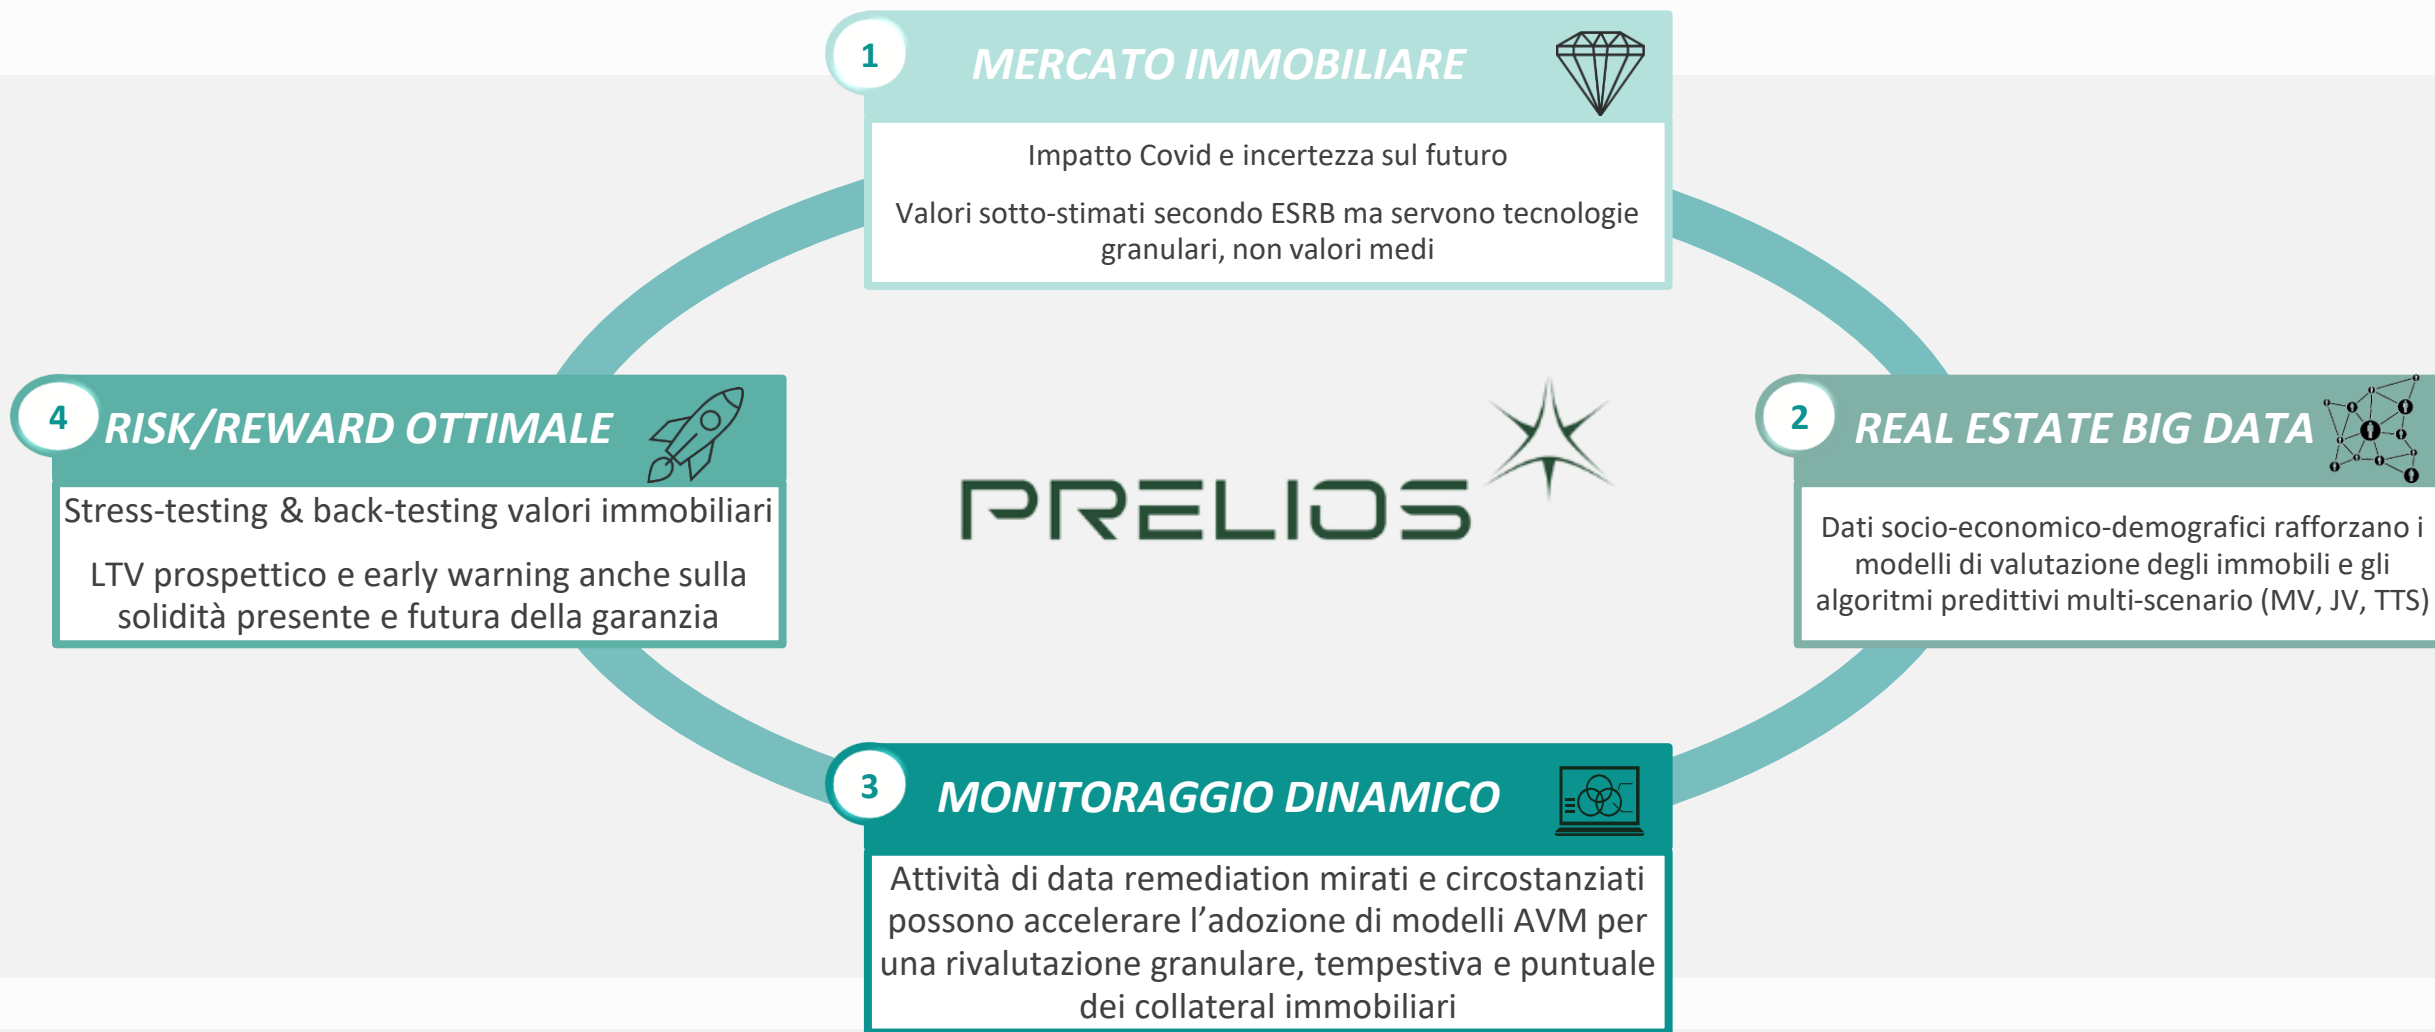 1
MERCATO IMMOBILIARE
Impatto Covid e incertezza sul futuro
Valori sotto-stimati secondo ESRB ma servono tecnologie
granulari, non valori medi
2
REAL ESTATE BIG DATA
Dati socio-economico-demografici rafforzano i
modelli di valutazione degli immobili e gli
algoritmi predittivi multi-scenario (MV, JV, TTS)
3
MONITORAGGIO DINAMICO
Attività di data remediation mirati e circostanziati
possono accelerare l’adozione di modelli AVM per
una rivalutazione granulare, tempestiva e puntuale
dei collateral immobiliari
4
RISK/REWARD OTTIMALE
Stress-testing & back-testing valori immobiliari
LTV prospettico e early warning anche sulla
solidità presente e futura della garanzia
PRELIOS